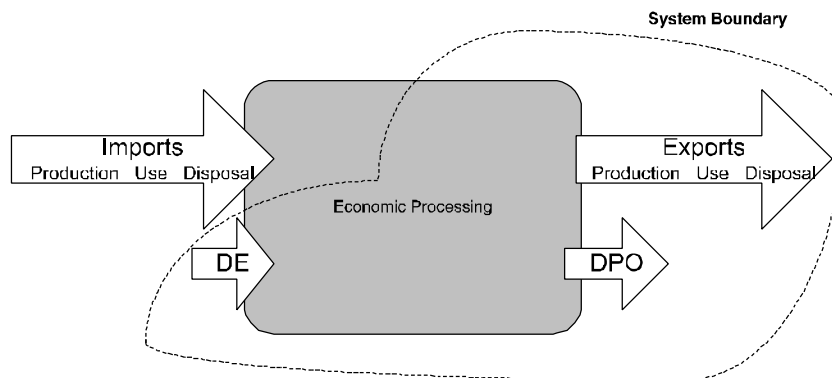 System Boundary
Imports
Production Use Disposal
Exports
Production Use Disposal
Economic Processing
DE
DPO